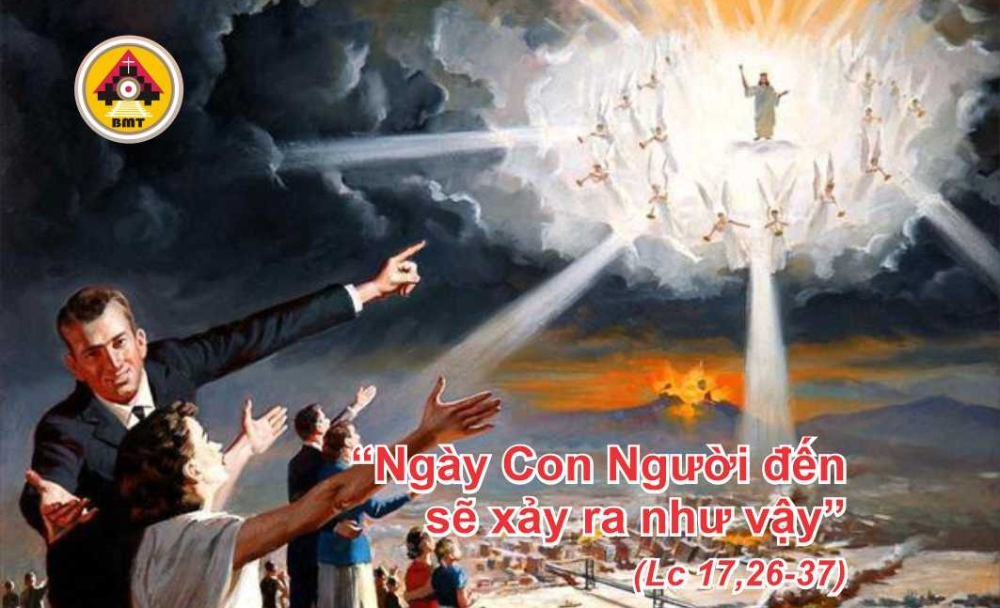 BMT
“Ngày Con Người đến
sẽ xảy ra như vậy”
(Lc 17,26-37)